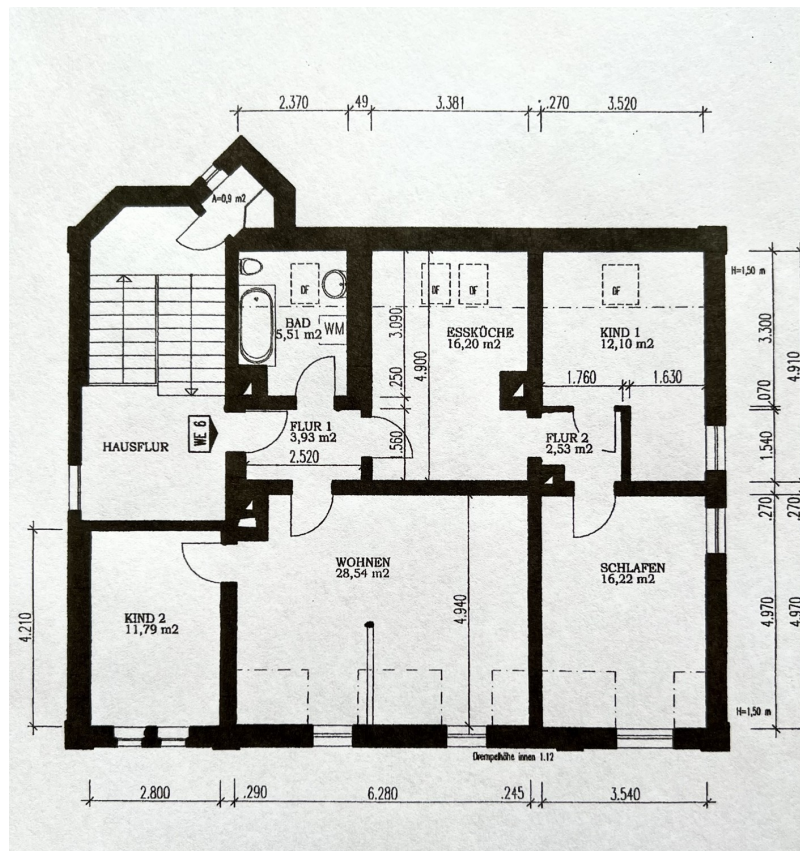 2.370
49
3.381
.270
3.520
A=0,9 m2
H=1,50 m
DF
DF
DF
DF
BAD
5,51 m2
WM
3.090
ESSKÜCHE
16,20 m2
KIND 1
12,10 m2
3.300
4.910
.250
4.900
1.760
1.630
.070
HAUSFLUR
WE 6
FLUR 1
3,93 m2
1.560
FLUR 2
2,53 m2
1.540
2.520
.270
.270
WOHNEN
28,54 m2
SCHLAFEN
16,22 m2
4.210
KIND 2
11,79 m2
4.940
4.970
4.970
H=1,50 m
Drempelhöhe innen 1.12
2.800
.290
6.280
.245
3.540